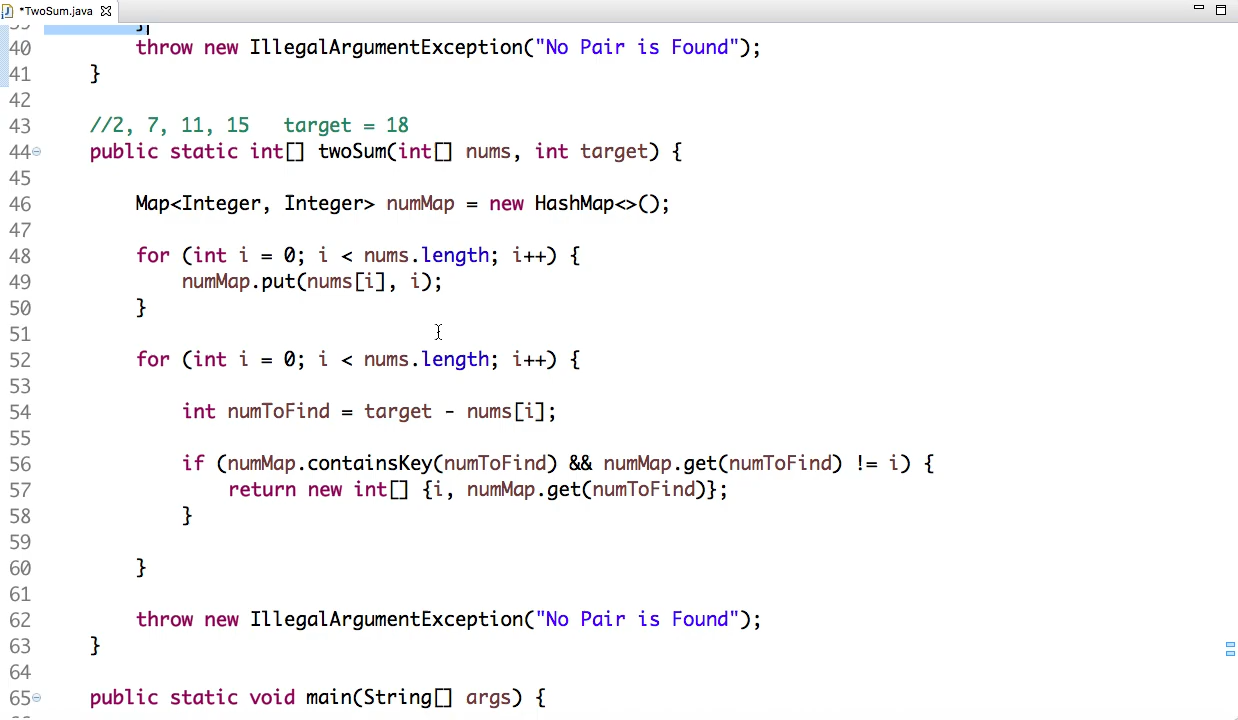 *TwoSum.java
39 }
40 throw new IllegalArgumentException("No Pair is Found");
41 }
42
43 //2, 7, 11, 15 target = 18
44 public static int[] twoSum(int[] nums, int target) {
45
46 Map<Integer, Integer> numMap = new HashMap<>();
47
48 for (int i = 0; i < nums.length; i++) {
49 numMap.put(nums[i], i);
50 }
51
52 for (int i = 0; i < nums.length; i++) {
53
54 int numToFind = target - nums[i];
55
56 if (numMap.containsKey(numToFind) && numMap.get(numToFind) != i) {
57 return new int[] {i, numMap.get(numToFind)};
58 }
59
60 }
61
62 throw new IllegalArgumentException("No Pair is Found");
63 }
64
65 public static void main(String[] args) {